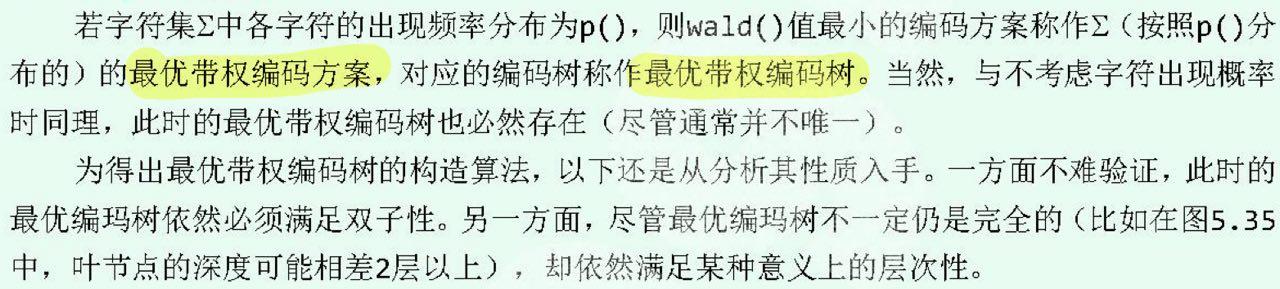 若字符集Σ中各字符的出现频率分布为p(), 则wald()值最小的编码方案称作Σ（按照p()分
布的）的最优带权编码方案，对应的编码树称作最优带权编码树。当然，与不考虑字符出现概率
时同理，此时的最优带权编码树也必然存在（尽管通常并不唯一）。
为得出最优带权编码树的构造算法，以下还是从分析其性质入手。一方面不难验证，此时的
最优编码树依然必须满足双子性。另一方面，尽管最优编码树不一定仍是完全的（比如在图5.35
中，叶节点的深度可能相差2层以上），却依然满足某种意义上的层次性。